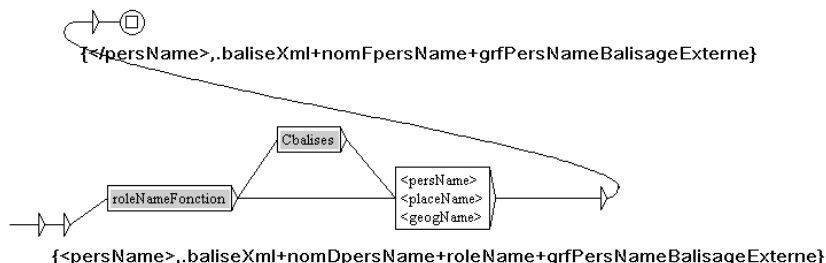 {</persName>,.baliseXml+nomFpersName+grfPersNameBalisageExterne}
Cbalises
<persName>
<placeName>
<geogName>
roleNameFonction
{<persName>,.baliseXml+nomDpersName+roleName+grfPersNameBalisageExterne}